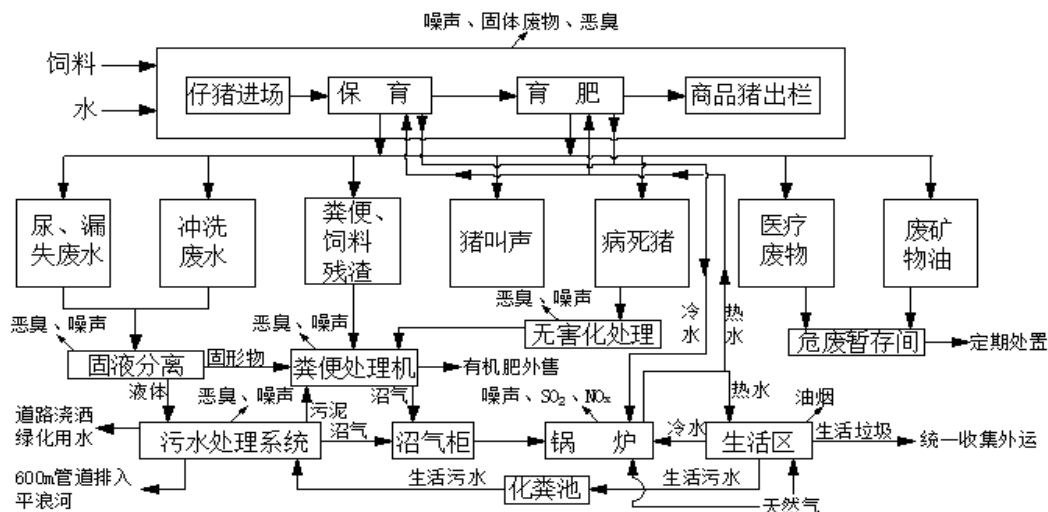 噪声、固体废物、恶臭
饲料
水
仔猪进场
保 育
育 肥
商品猪出栏
尿、漏
失废水
冲洗
废水
粪便、
饲料
残渣
猪叫声
病死猪
医疗
废物
废矿
物油
冷
水
热
水
恶臭、噪声
恶臭、噪声
恶臭、噪声
无害化处理
危废暂存间
定期处置
固液分离
固形物
粪便处理机
有机肥外售
液体
沼气
热水
恶臭、噪声
污泥
噪声、SO₂、NOx
油烟
道路浇洒
绿化用水
污水处理系统
沼气
沼气柜
锅 炉
冷水
生活区
生活垃圾
统一收集外运
600m管道排入
平浪河
生活污水
化粪池
生活污水
天然气